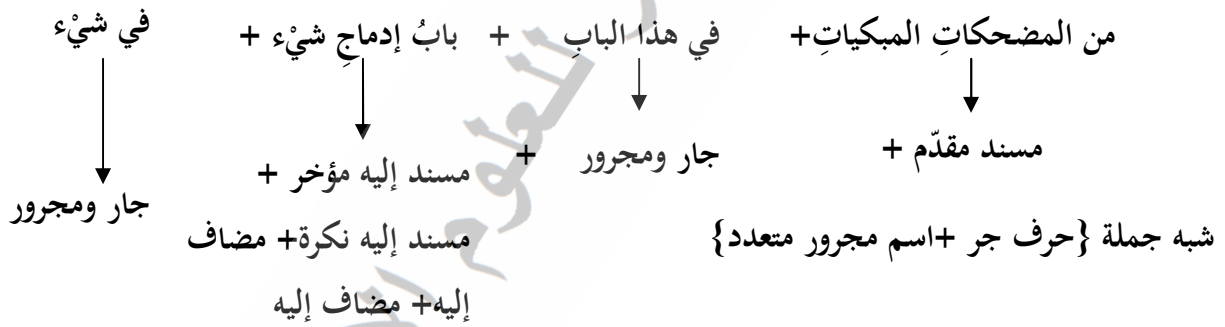 من المضحكاتِ المبكياتِ+ في هذا البابِ + بابُ إدماجِ شيْء + في شيْء
مسند مقدّم + جار ومجرور + مسند إليه مؤخر + جار ومجرور
شبه جملة {حرف جر +اسم مجرور متعدد} مسند إليه نكرة+ مضاف
إليه+ مضاف إليه